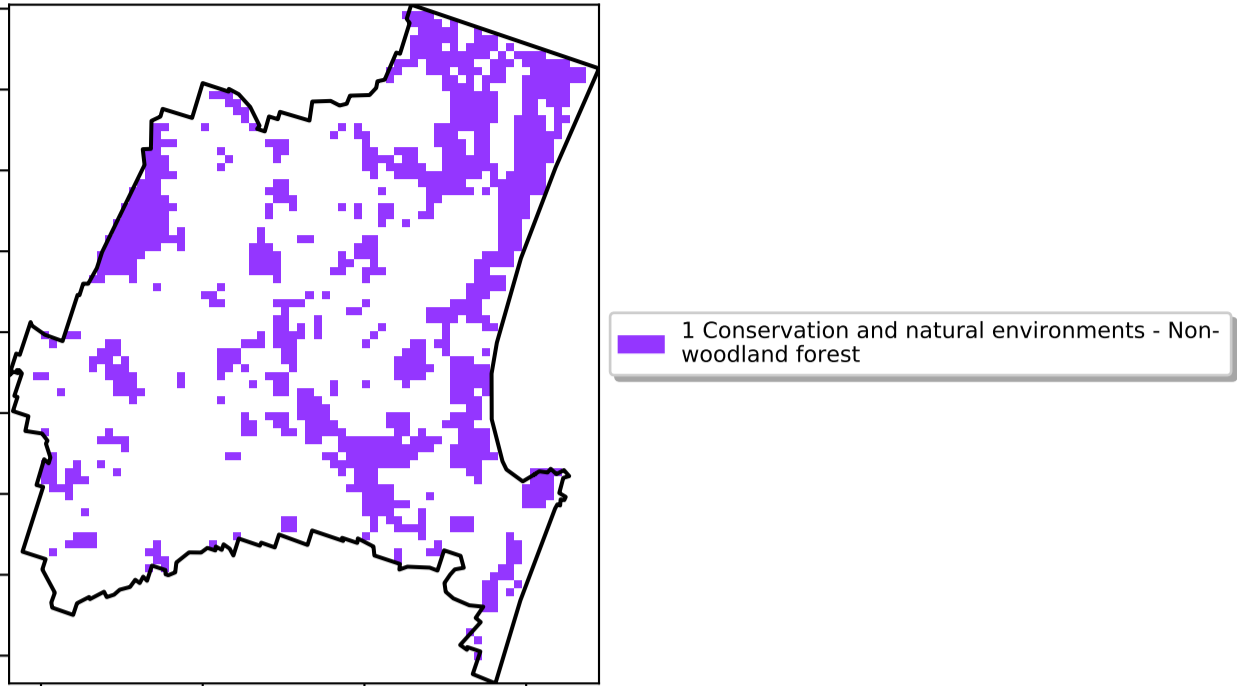 1 Conservation and natural environments - Non-
woodland forest